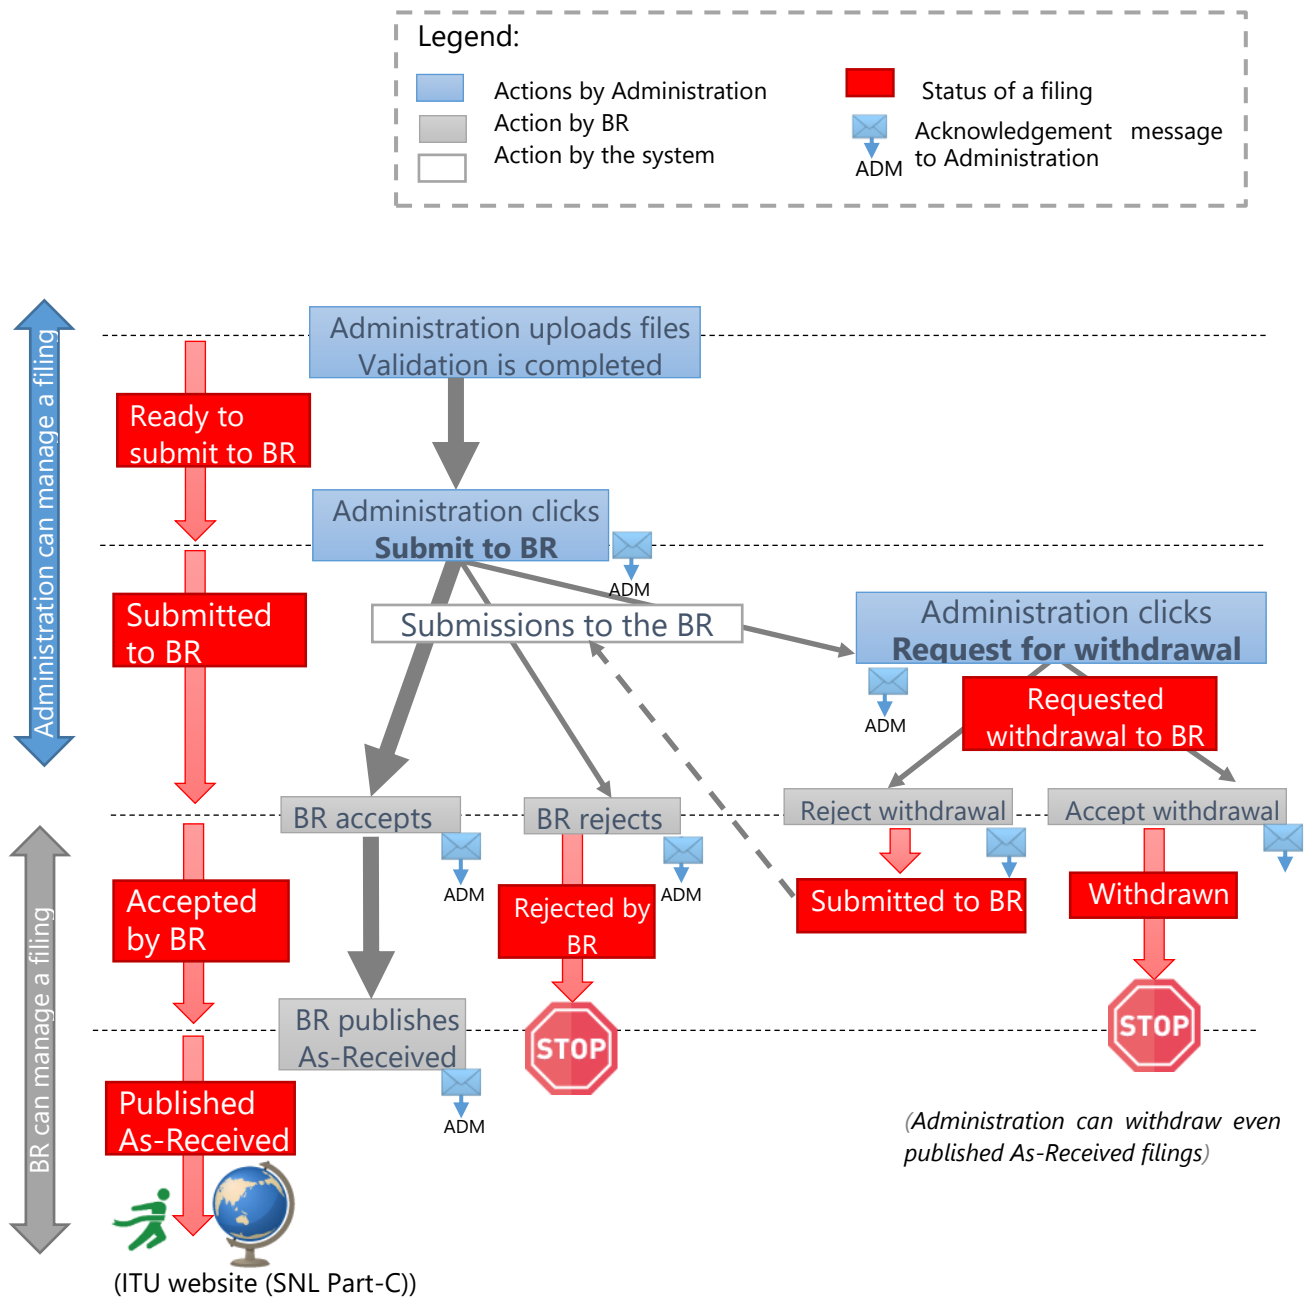 Legend:
Actions by Administration
Action by BR
Action by the system
Status of a filing
Acknowledgement message
to Administration
ADM
Administration can manage a filing
Administration uploads files
Validation is completed
Ready to
submit to BR
Administration clicks
Submit to BR
ADM
Submitted
to BR
Submissions to the BR
Administration clicks
Request for withdrawal
ADM
Requested
withdrawal to BR
BR accepts
BR rejects
Reject withdrawal
Accept withdrawal
ADM
ADM
BR can manage a filing
Accepted
by BR
Rejected by
BR
Submitted to BR
Withdrawn
BR publishes
As-Received
STOP
STOP
ADM
Published
As-Received
(Administration can withdraw even
published As-Received filings)
(ITU website (SNL Part-C))